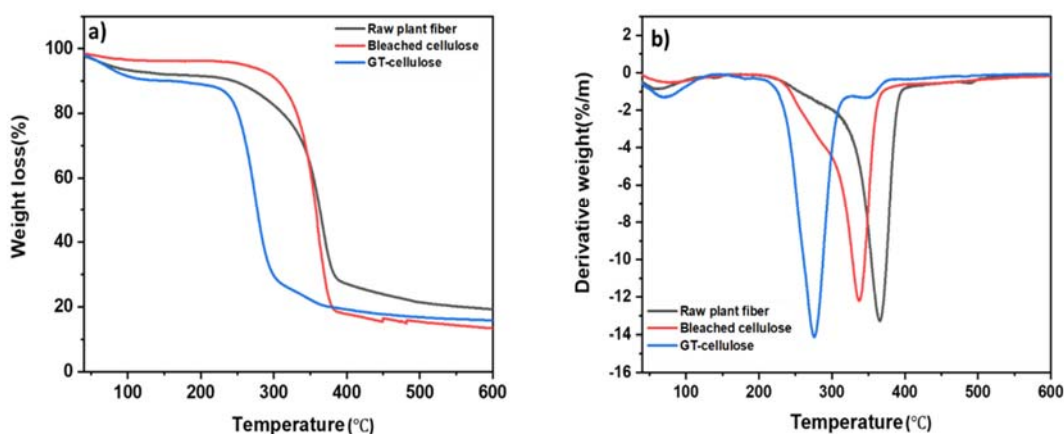 a)
Raw plant fiber
Bleached cellulose
GT-cellulose
100
80
60
40
20
0
Weight loss(%)
100 200 300 400 500 600
Temperature(°C)
b)
2
0
-2
-4
-6
-8
-10
-12
-14
-16
Derivative weight(%/m)
Raw plant fiber
Bleached cellulose
GT-cellulose
100 200 300 400 500 600
Temperature(°C)